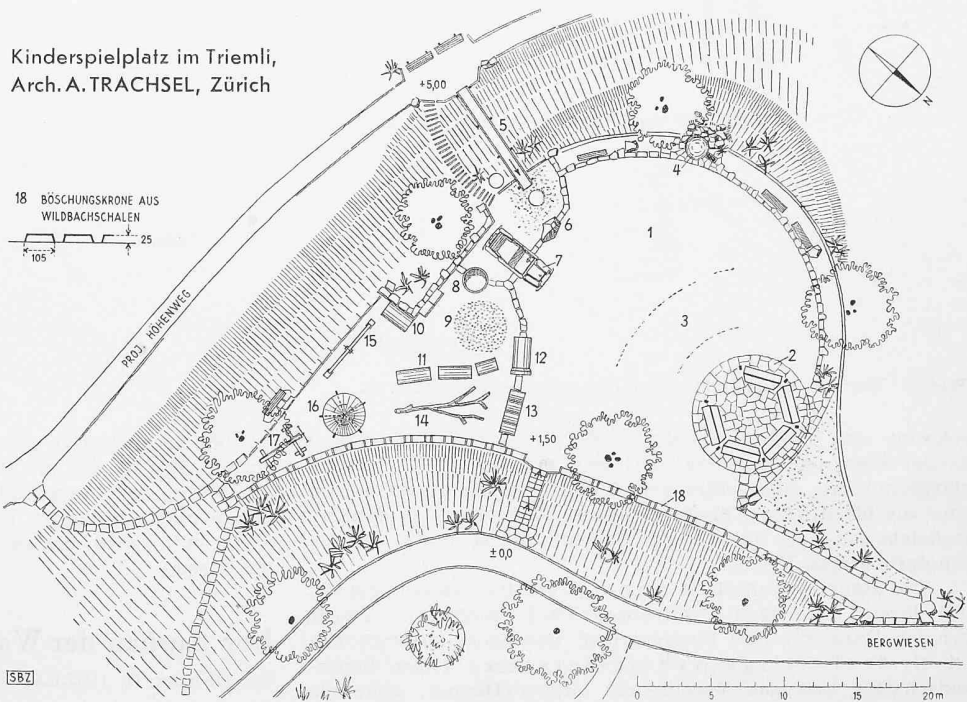 Kinderspielplatz im Triemli,
Arch. A. TRACHSEL, Zürich
+5,00
N
5
4
18 BÖSCHUNGSKRONE AUS
WILDBACHSCHALEN
25
105
6
1
7
8
PROJ. HÖHENWEG
9
10
3
15
12
2
11
13
16
14
17
+1,50
18
± 0,0
BERGWIESEN
der Wa
SBZ
0 5 10 15 20 m